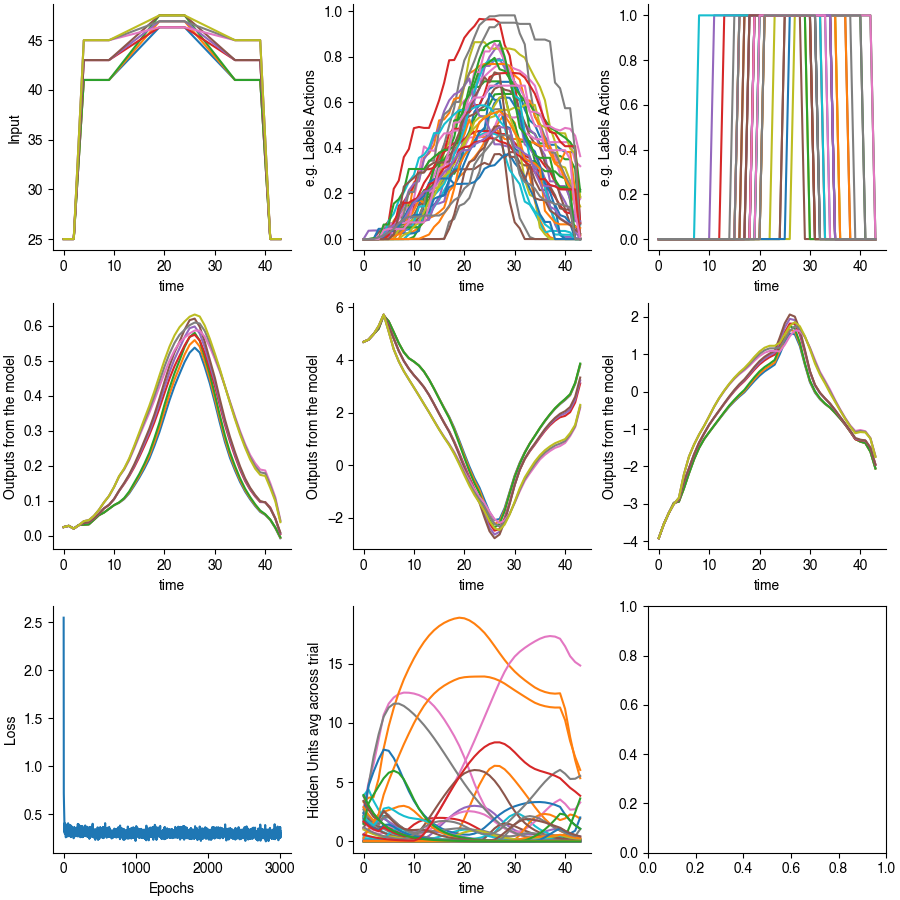 45
40
35
30
25
Input
0 10 20 30 40
time
1.0
0.8
0.6
0.4
0.2
0.0
e.g. Labels Actions
0 10 20 30 40
time
1.0
0.8
0.6
0.4
0.2
0.0
e.g. Labels Actions
0 20 40
time
0.6
0.5
0.4
0.3
0.2
0.1
0.0
Outputs from the model
0 10 20 30 40
time
6
4
2
0
−2
Outputs from the model
0 10 20 30 40
time
2
1
0
−1
−2
−3
−4
Outputs from the model
0 20 40
time
2.5
2.0
1.5
1.0
0.5
Loss
0 1000 2000 3000
Epochs
15
10
5
0
Hidden Units avg across trial
0 10 20 30 40
time
1.0
0.8
0.6
0.4
0.2
0.0
0.0 0.2 0.4 0.6 0.8 1.0